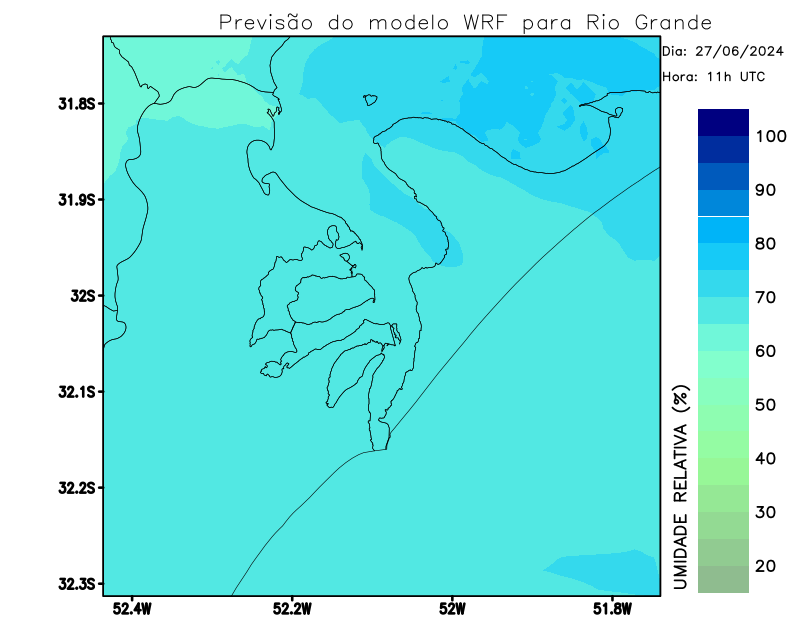 Previsão do modelo WRF para Rio Grande
Dia: 27/06/2024
Hora: 11h UTC
31.8S
31.9S
32S
32.1S
32.2S
32.3S
52.4W
52.2W
52W
51.8W
UMIDADE RELATIVA (%)
100
90
80
70
60
50
40
30
20